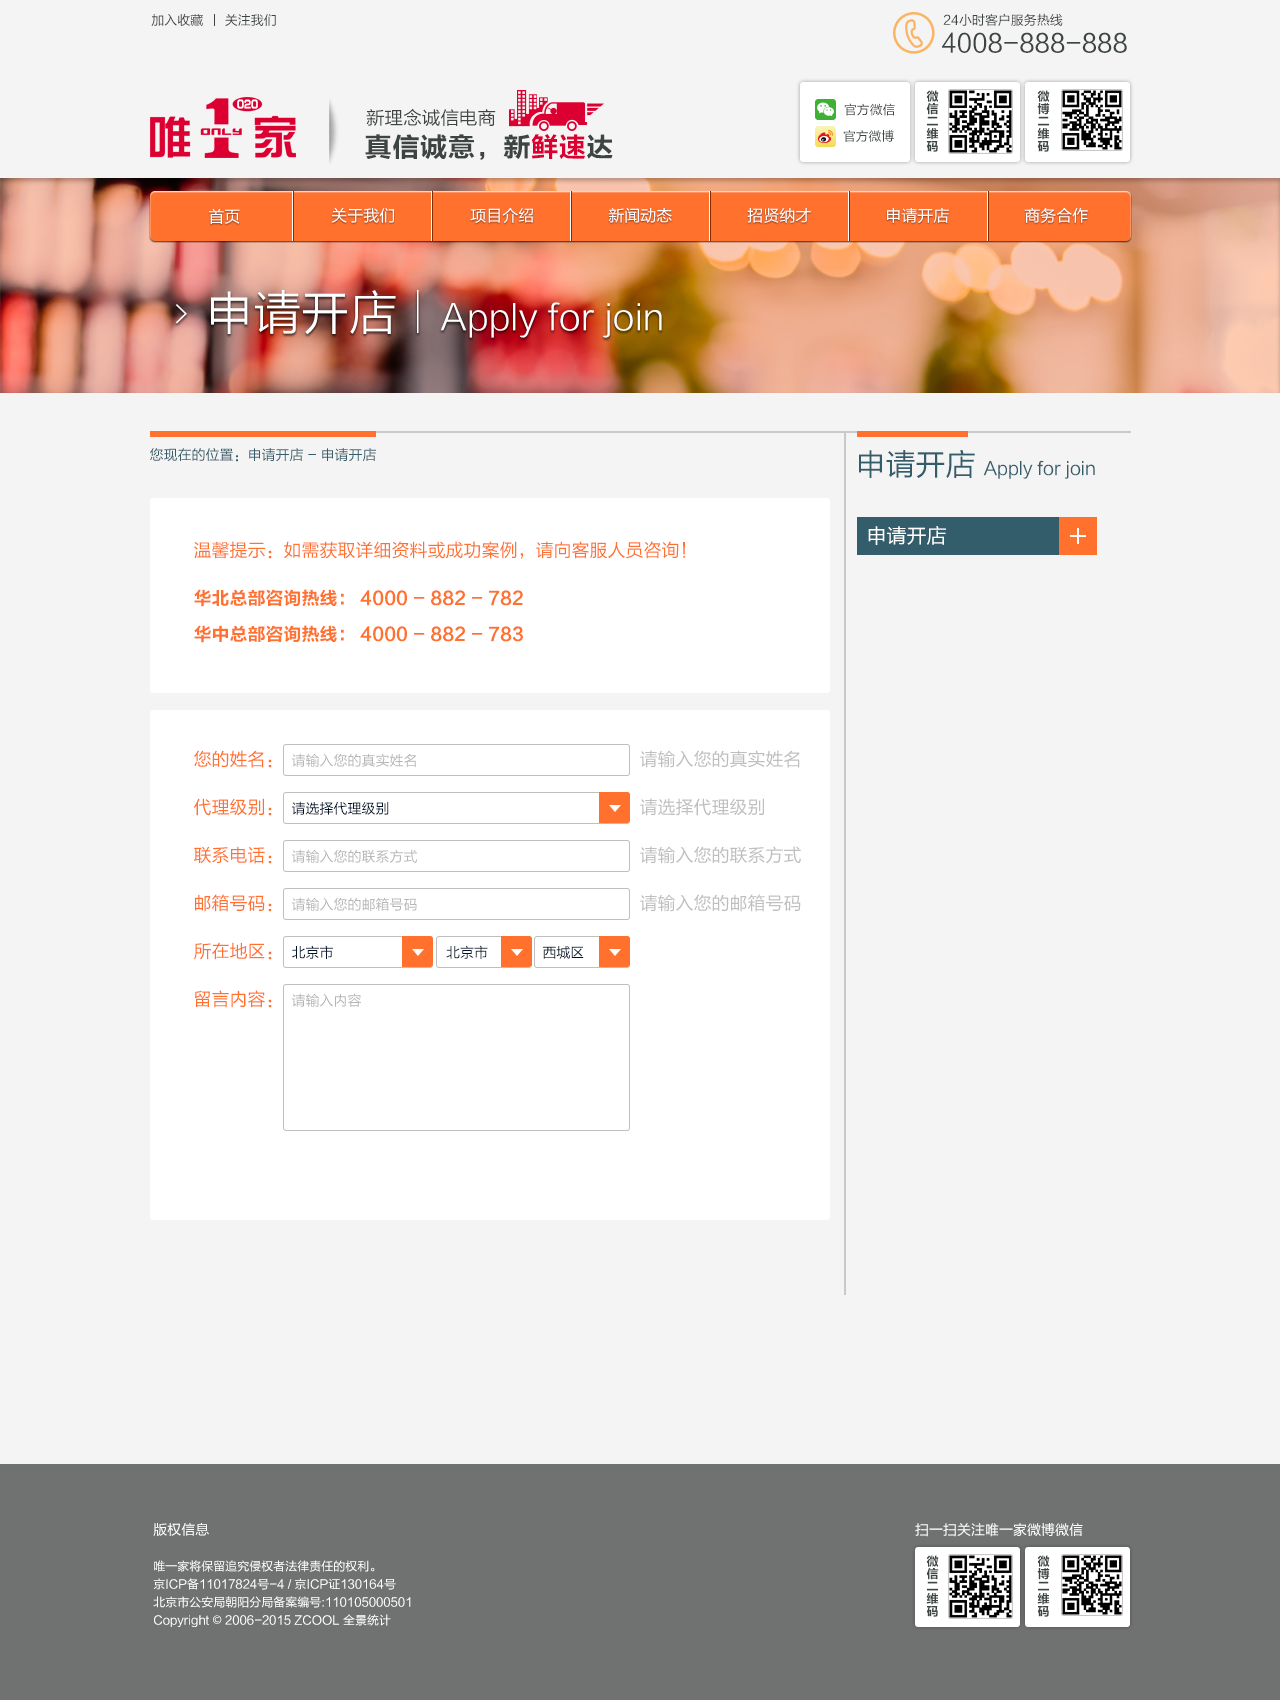 加入收藏 | 关注我们
24小时客户服务热线
4008-888-888
唯1家
O2O
ONLY
新理念诚信电商
真信诚意，新鲜速达
官方微信
官方微博
微信二维码
微博二维码
首页 关于我们 项目介绍 新闻动态 招贤纳才 申请开店 商务合作
申请开店 | Apply for join
您现在的位置：申请开店 - 申请开店
申请开店 Apply for join
申请开店 +
温馨提示：如需获取详细资料或成功案例，请向客服人员咨询！
华北总部咨询热线： 4000 - 882 - 782
华中总部咨询热线： 4000 - 882 - 783
您的姓名： 请输入您的真实姓名 请输入您的真实姓名
代理级别： 请选择代理级别 请选择代理级别
联系电话： 请输入您的联系方式 请输入您的联系方式
邮箱号码： 请输入您的邮箱号码 请输入您的邮箱号码
所在地区： 北京市 北京市 西城区
留言内容： 请输入内容
版权信息
唯一家将保留追究侵权者法律责任的权利。
京ICP备11017824号-4 / 京ICP证130164号
北京市公安局朝阳分局备案编号:110105000501
Copyright © 2006-2015 ZCOOL 全景统计
扫一扫关注唯一家微博微信
微信二维码
微博二维码